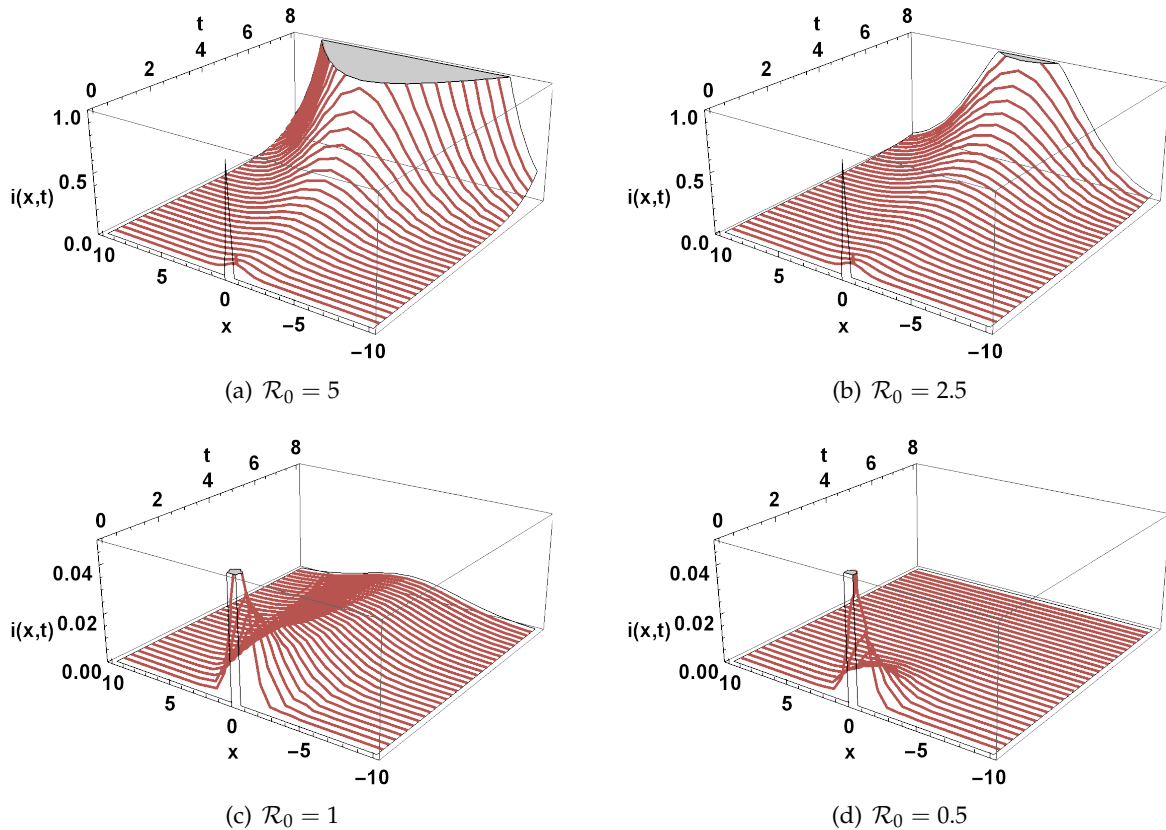 t
0 2 4 6 8
1.0
0.5
i(x,t)
0.0
10 5 0 −5 −10
x
(a) R₀ = 5
t
0 2 4 6 8
1.0
0.5
i(x,t)
0.0
10 5 0 −5 −10
x
(b) R₀ = 2.5
t
0 2 4 6 8
0.04
0.02
i(x,t)
0.00
10 5 0 −5 −10
x
(c) R₀ = 1
t
0 2 4 6 8
0.04
0.02
i(x,t)
0.00
10 5 0 −5 −10
x
(d) R₀ = 0.5